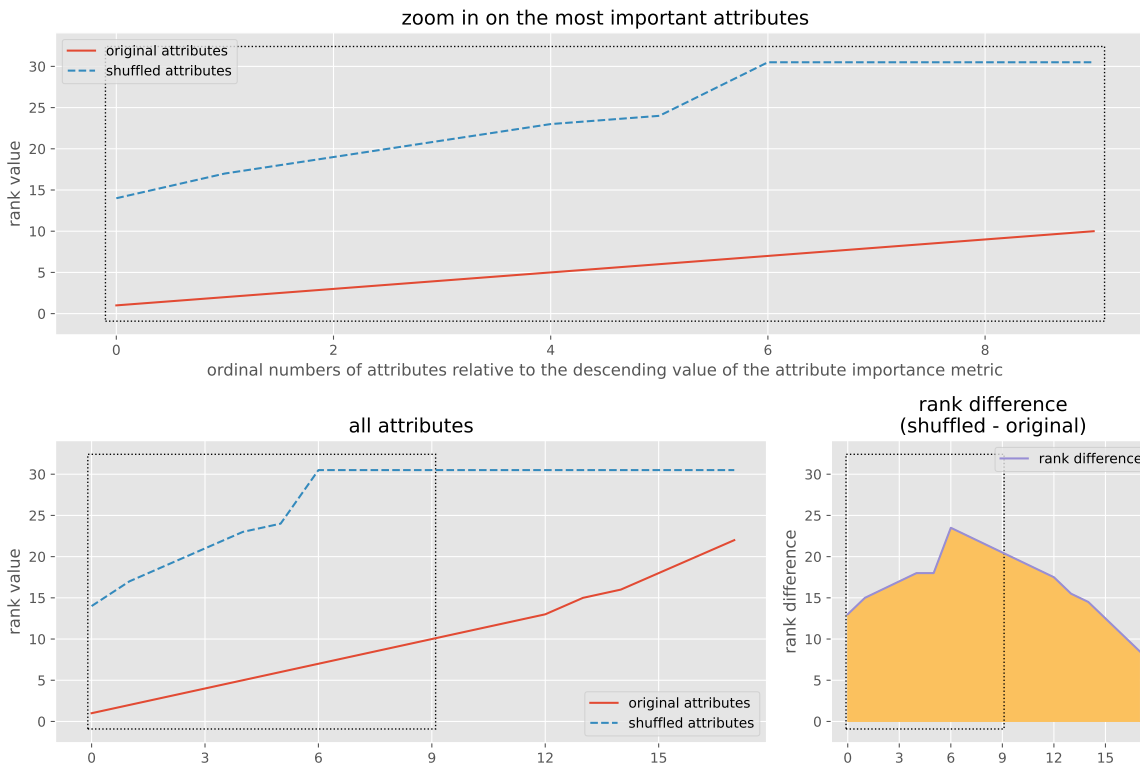 zoom in on the most important attributes
original attributes
shuffled attributes
30
25
20
15
10
5
0
rank value
0 2 4 6 8
ordinal numbers of attributes relative to the descending value of the attribute importance metric
all attributes
30
25
20
15
10
5
0
rank value
original attributes
shuffled attributes
0 3 6 9 12 15
rank difference
(shuffled - original)
rank difference
30
25
20
15
10
5
0
rank difference
0 3 6 9 12 15